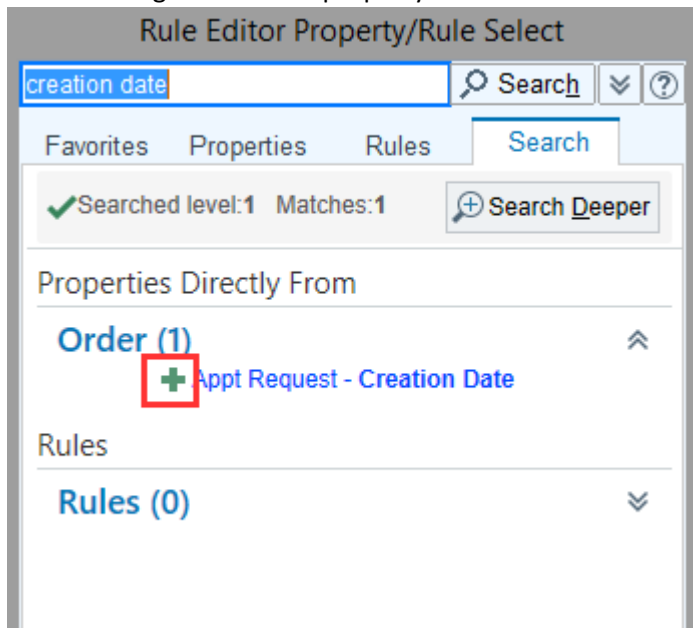 Rule Editor Property/Rule Select
creation date Search
Favorites Properties Rules Search
Searched level:1 Matches:1 Search Deeper
Properties Directly From
Order (1)
Appt Request - Creation Date
Rules
Rules (0)